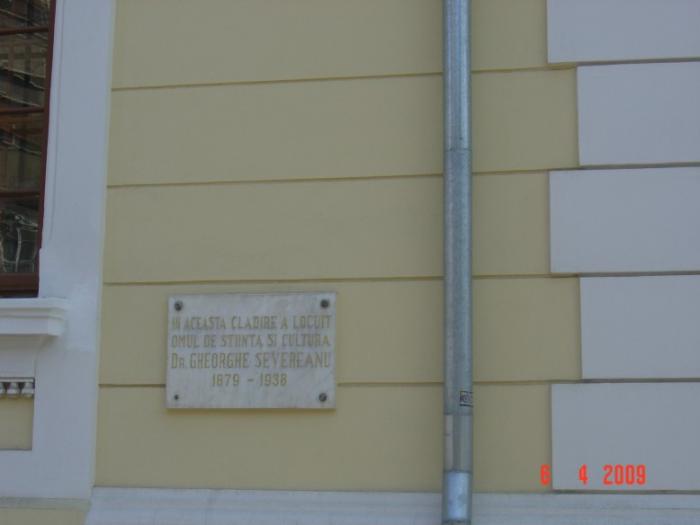 IN ACEASTA CLADIRE A LOCUIT
OMUL DE STIINTA SI CULTURA
DR. GHEORGHE SEVEREANU
1879 - 1938
6 4 2009